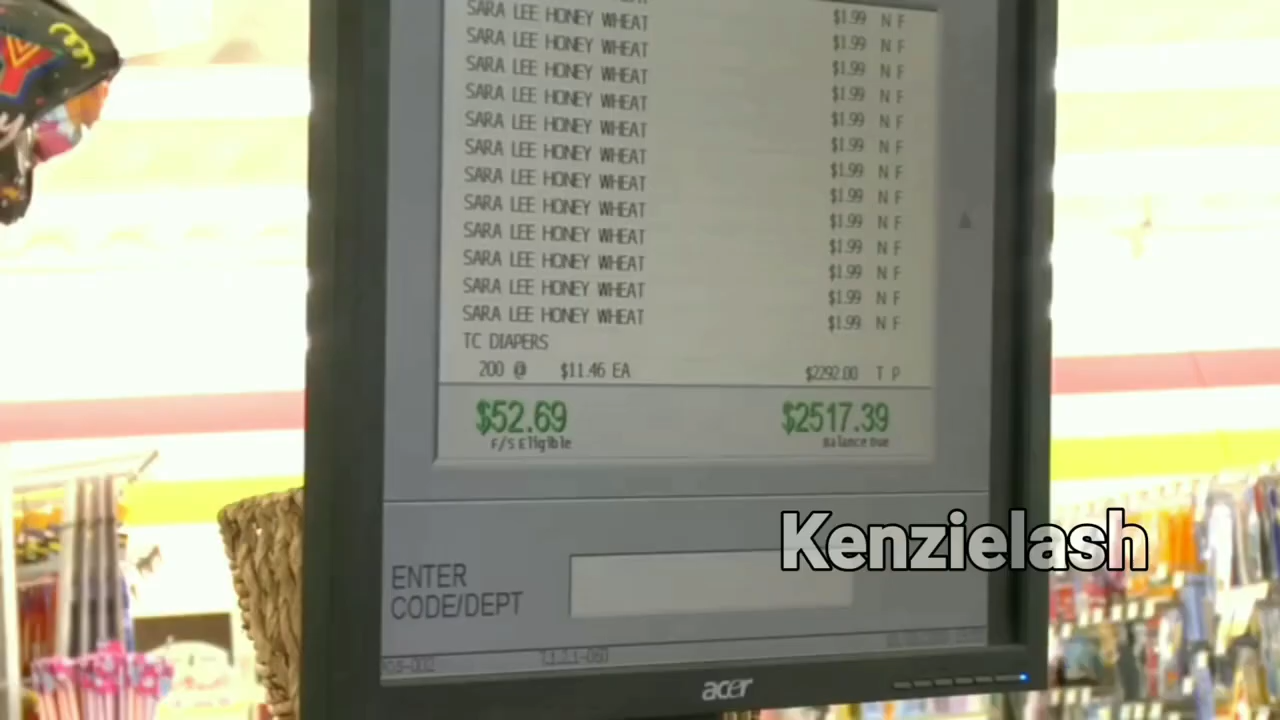 SARA LEE HONEY WHEAT $1.99 N F
SARA LEE HONEY WHEAT $1.99 N F
SARA LEE HONEY WHEAT $1.99 N F
SARA LEE HONEY WHEAT $1.99 N F
SARA LEE HONEY WHEAT $1.99 N F
SARA LEE HONEY WHEAT $1.99 N F
SARA LEE HONEY WHEAT $1.99 N F
SARA LEE HONEY WHEAT $1.99 N F
SARA LEE HONEY WHEAT $1.99 N F
SARA LEE HONEY WHEAT $1.99 N F
SARA LEE HONEY WHEAT $1.99 N F
SARA LEE HONEY WHEAT $1.99 N F
TC DIAPERS $1.99 N F
200 @ $11.46 EA $2292.00 T P
$52.69 $2517.39
F/S Eligible Balance Due
Kenzielash
ENTER
CODE/DEPT
acer